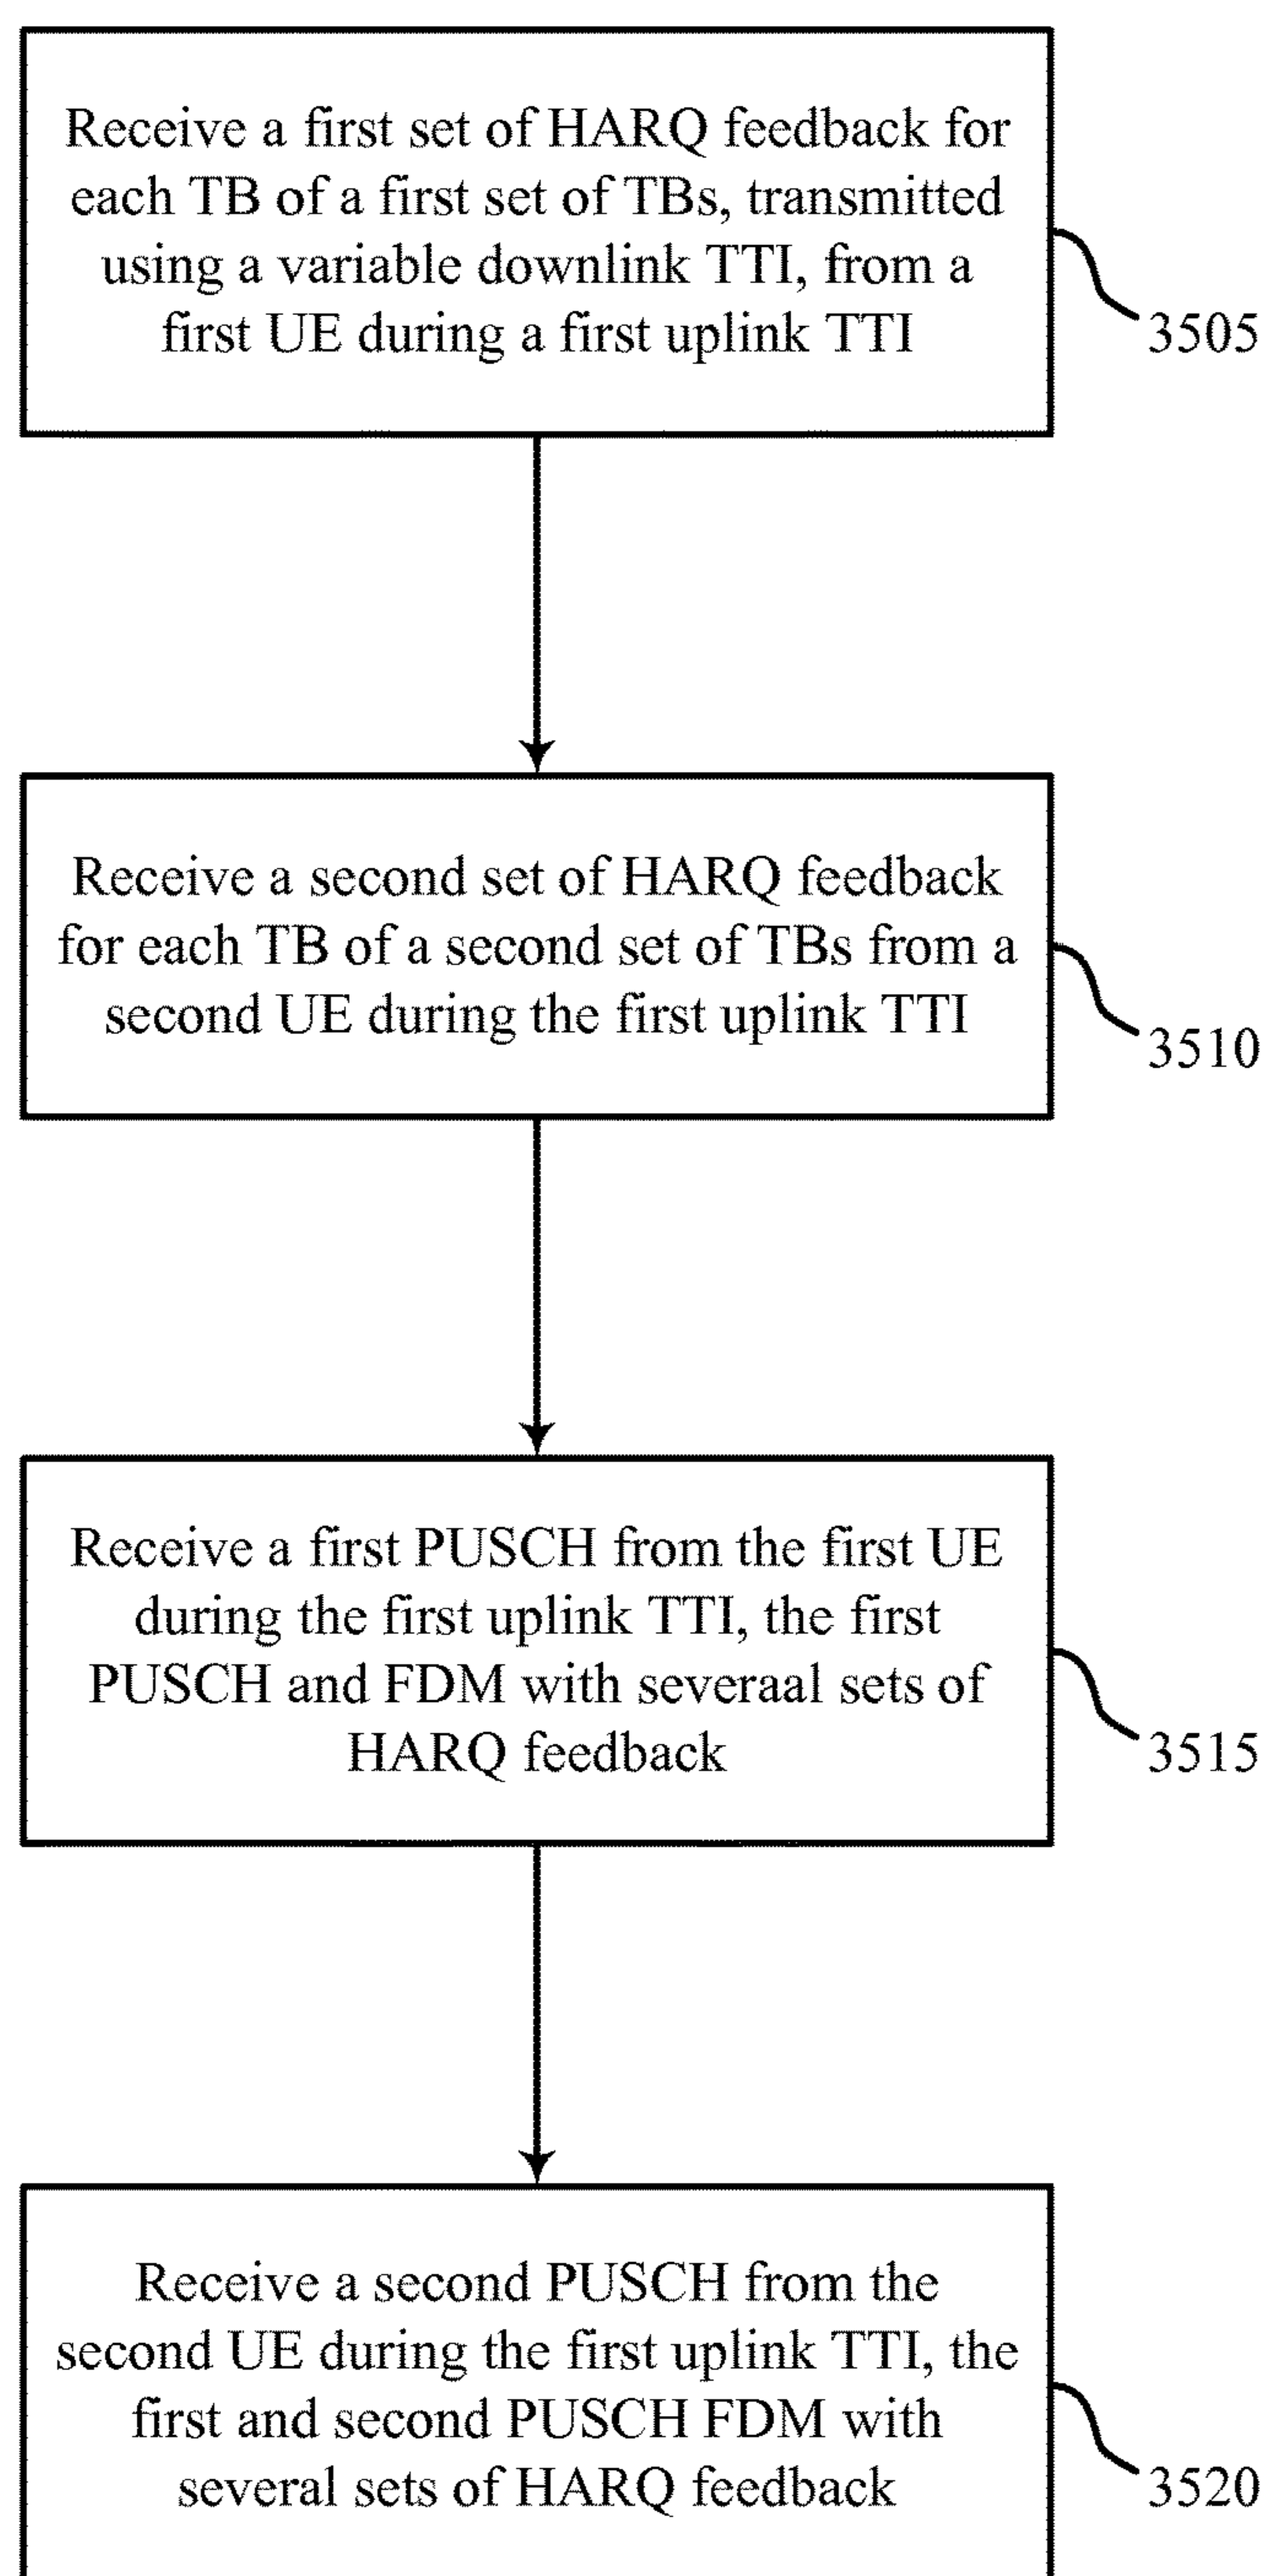 Receive a first set of HARQ feedback for
each TB of a first set of TBs, transmitted
using a variable downlink TTI, from a
first UE during a first uplink TTI
3505
Receive a second set of HARQ feedback
for each TB of a second set of TBs from a
second UE during the first uplink TTI
3510
Receive a first PUSCH from the first UE
during the first uplink TTI, the first
PUSCH and FDM with severaal sets of
HARQ feedback
3515
Receive a second PUSCH from the
second UE during the first uplink TTI, the
first and second PUSCH FDM with
several sets of HARQ feedback
3520